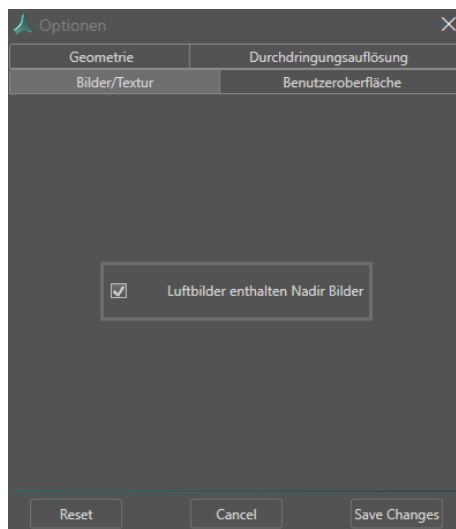 Optionen
Geometrie Durchdringungsauflösung
Bilder/Textur Benutzeroberfläche
Luftbilder enthalten Nadir Bilder
Reset Cancel Save Changes